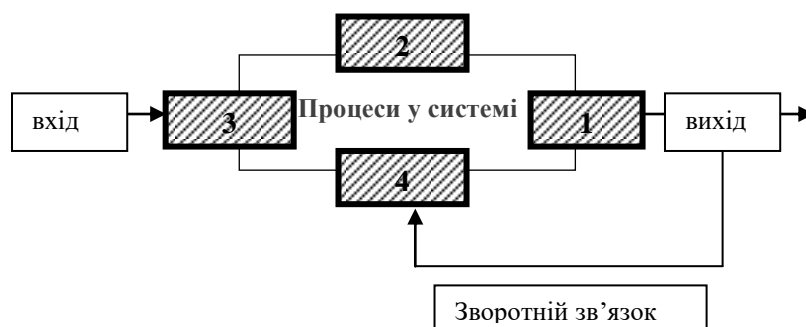 2
вхід
3
Процеси у системі
1
вихід
4
Зворотній зв’язок